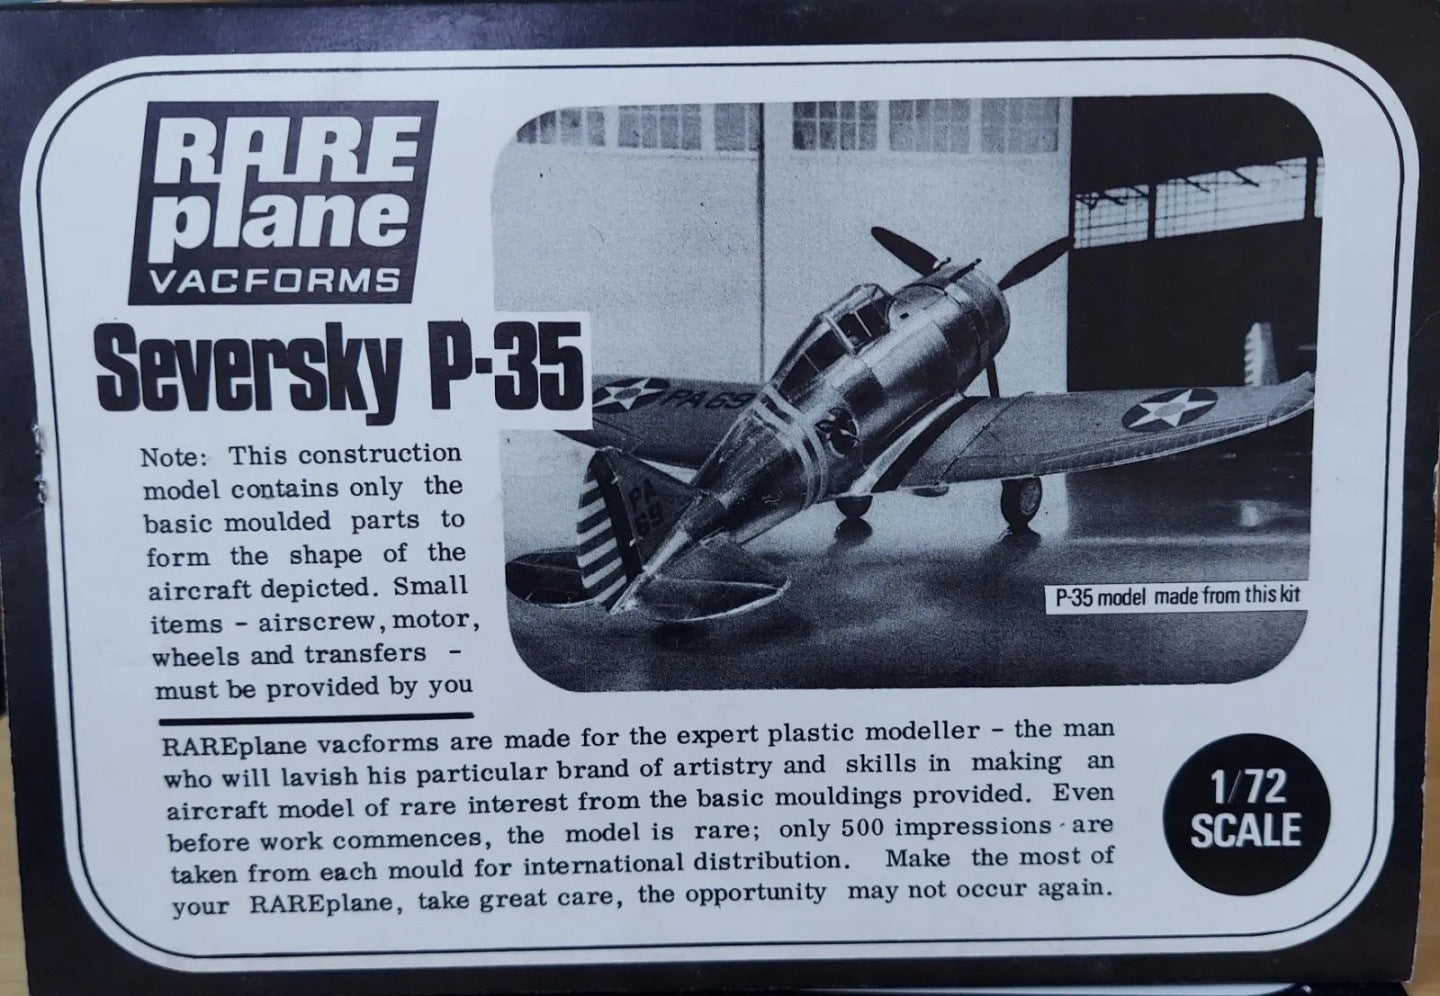 RARE
plane
VACFORMS
Seversky P-35
Note: This construction
model contains only the
basic moulded parts to
form the shape of the
aircraft depicted. Small
items - airscrew, motor,
wheels and transfers -
must be provided by you
PA69
PA
69
P-35 model made from this kit
RAREplane vacforms are made for the expert plastic modeller - the man
who will lavish his particular brand of artistry and skills in making an
aircraft model of rare interest from the basic mouldings provided. Even
before work commences, the model is rare; only 500 impressions are
taken from each mould for international distribution. Make the most of
your RAREplane, take great care, the opportunity may not occur again.
1/72
SCALE